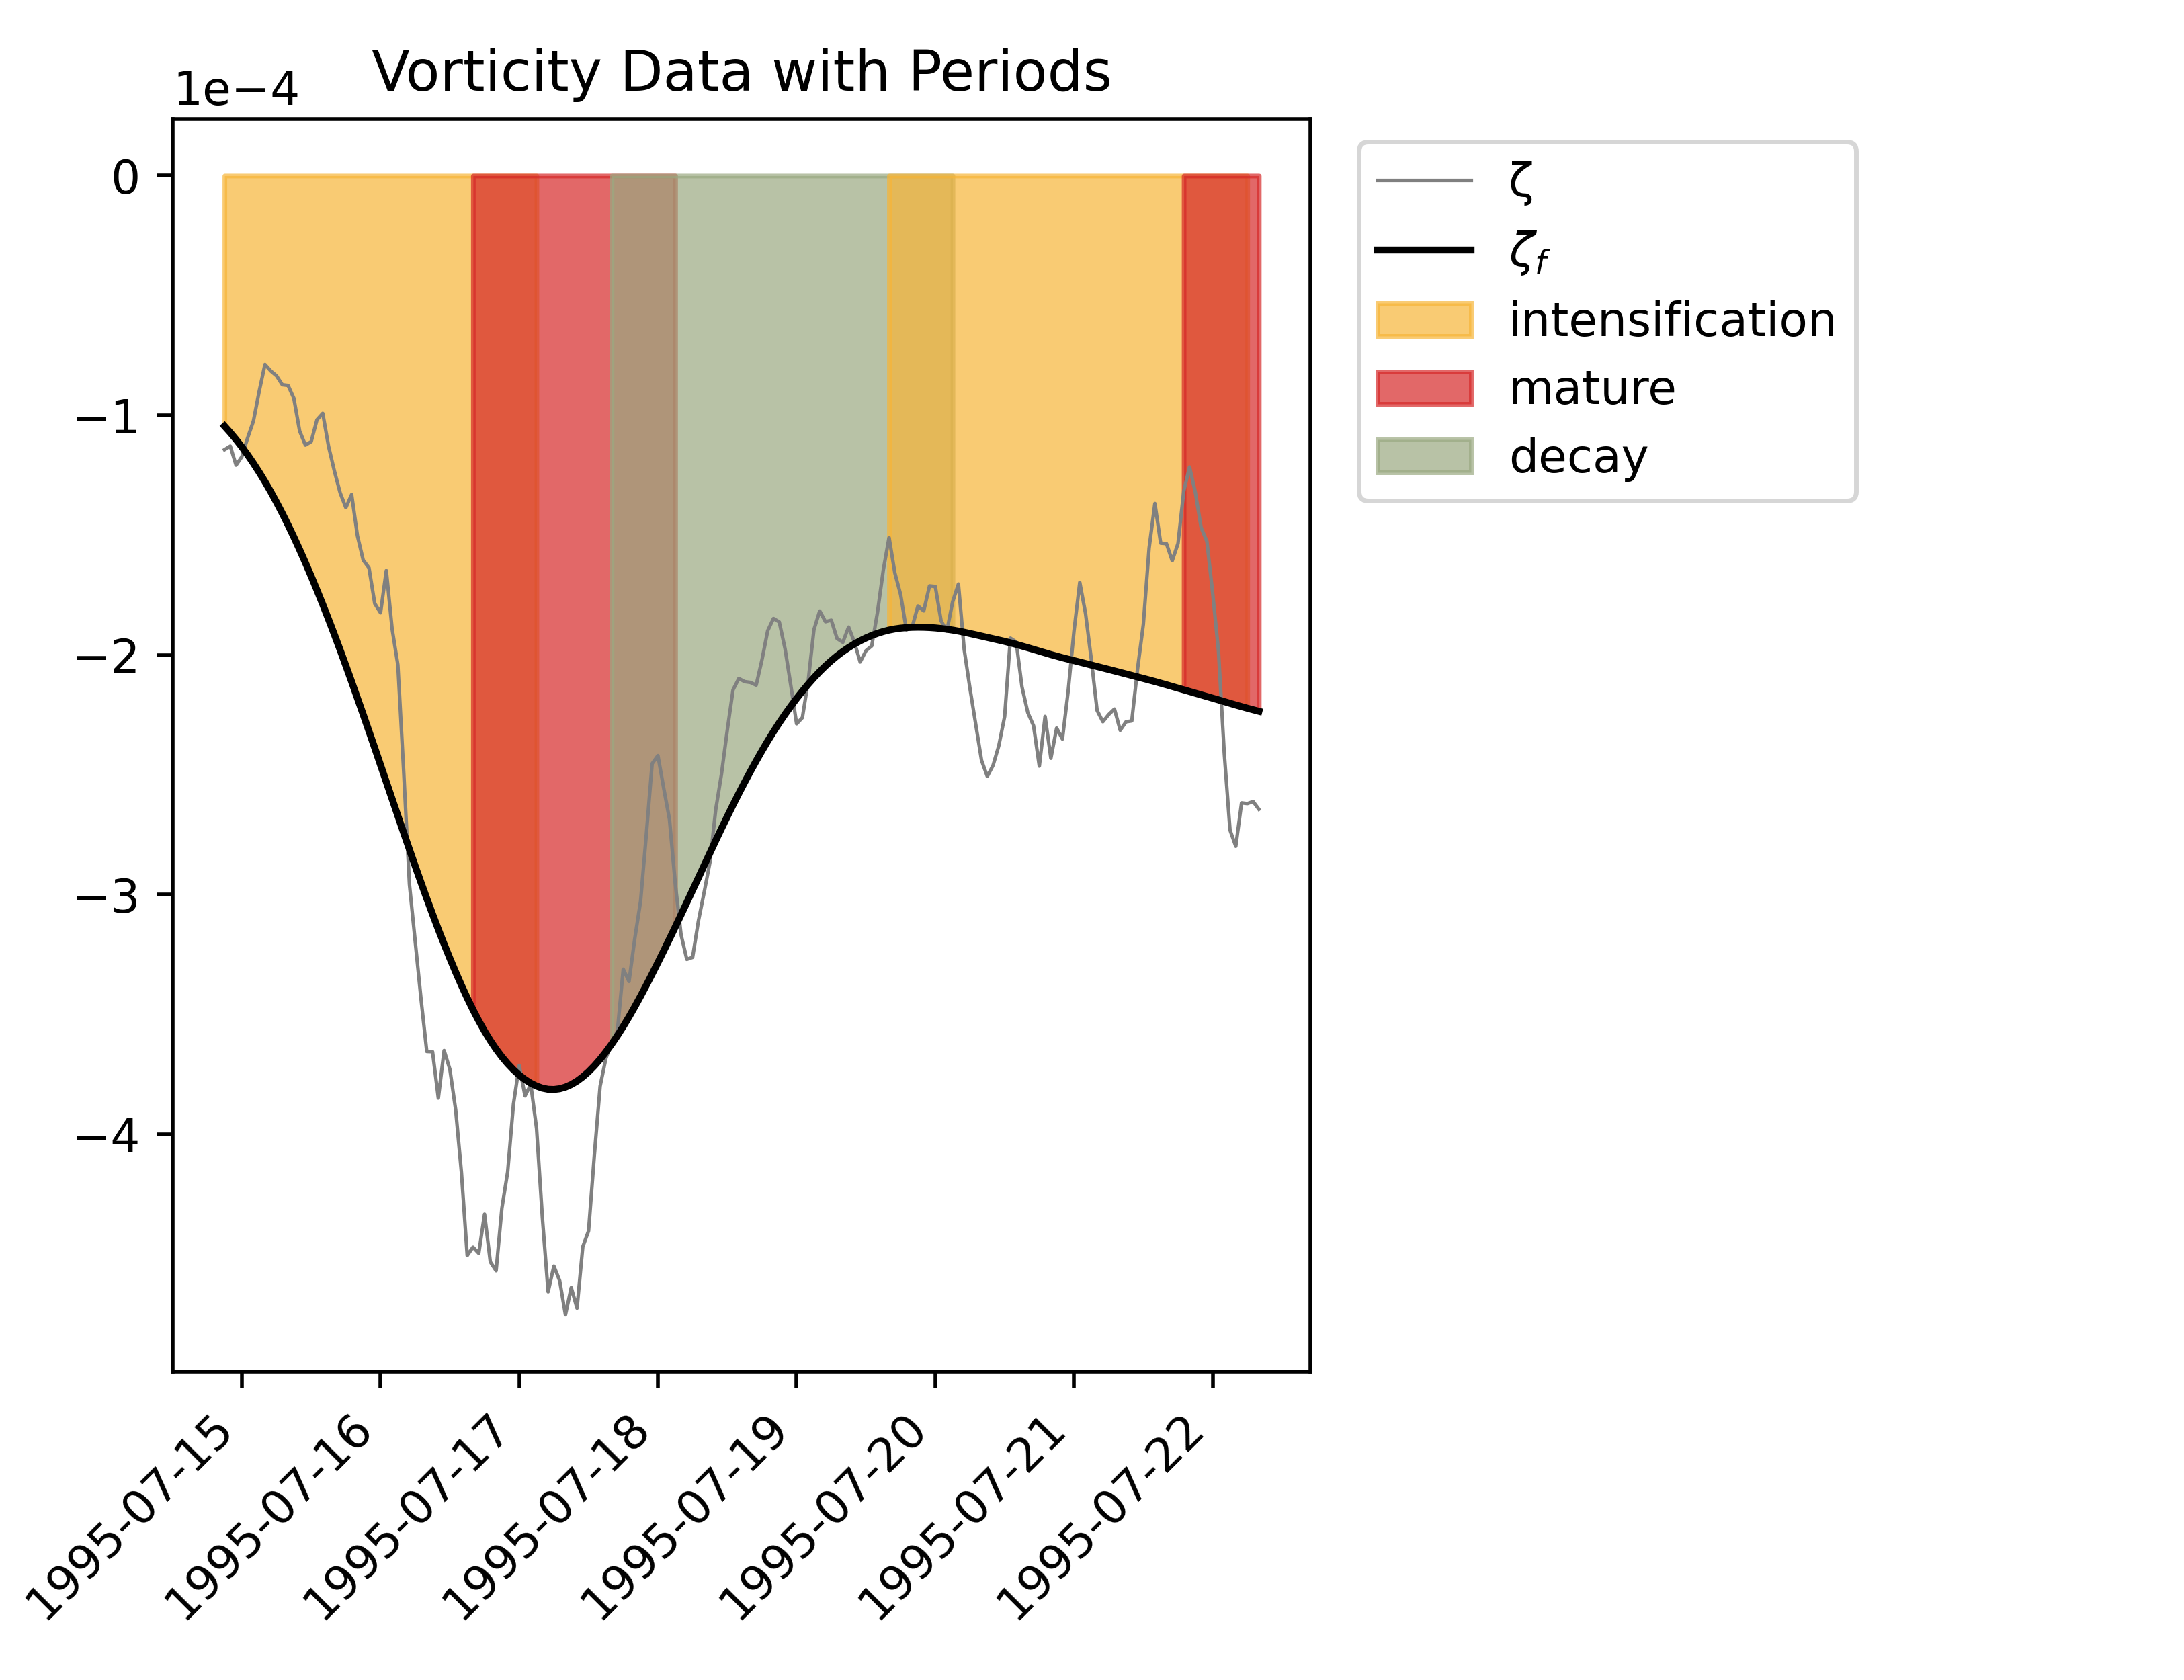 Vorticity Data with Periods
1e−4
0
−1
−2
−3
−4
1995-07-15
1995-07-16
1995-07-17
1995-07-18
1995-07-19
1995-07-20
1995-07-21
1995-07-22
ζ
ζf
intensification
mature
decay